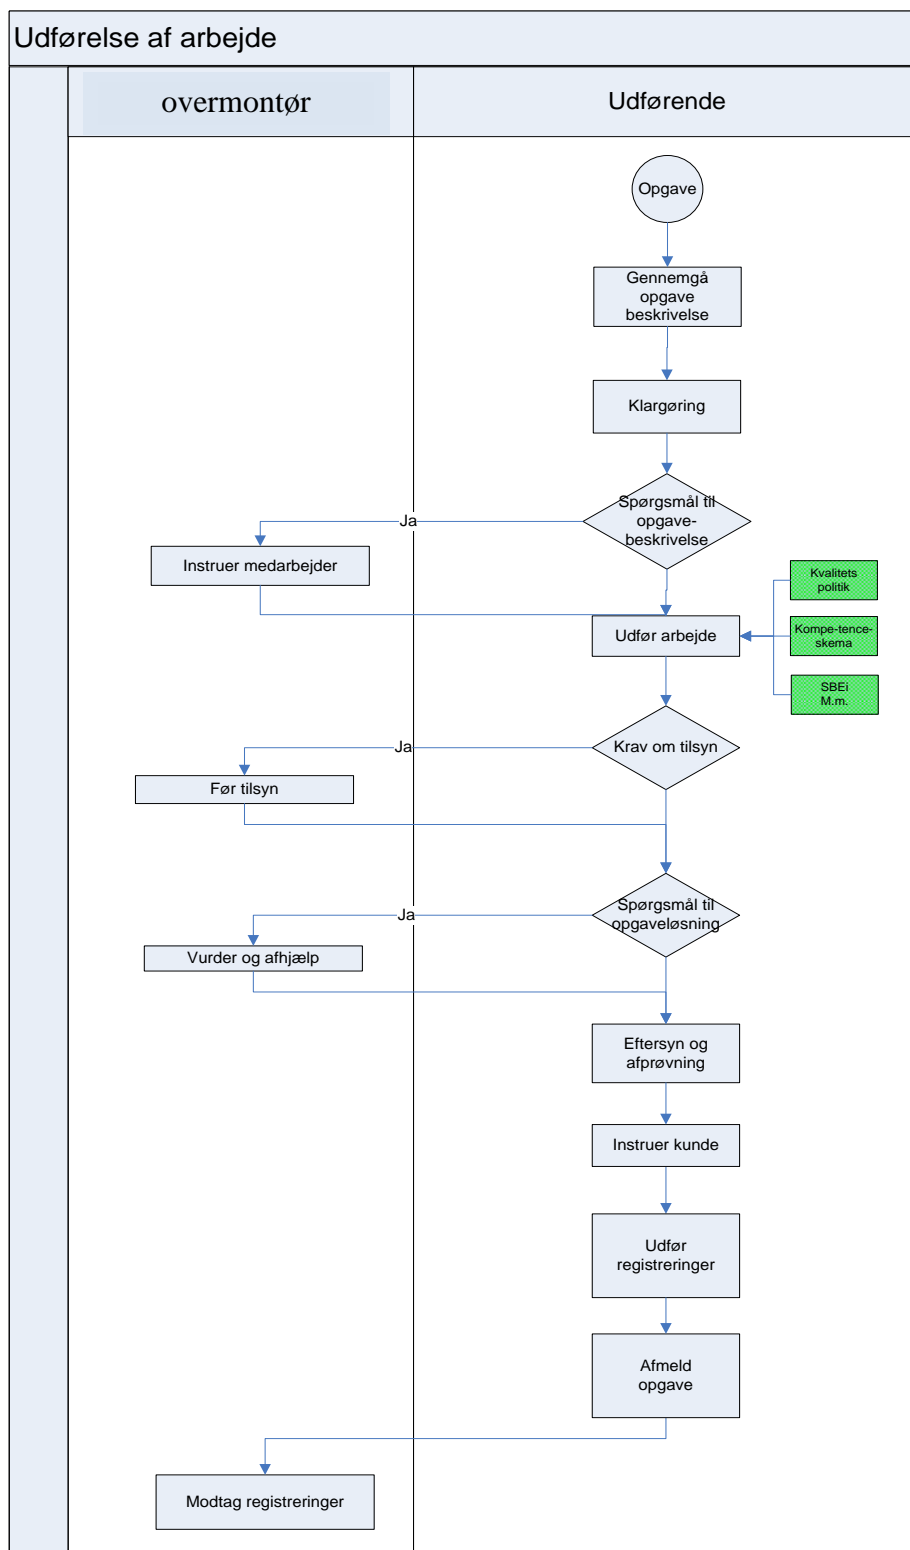 Udførelse af arbejde
overmontør
Udførende
Opgave
Gennemgå
opgave
beskrivelse
Klargøring
Spørgsmål til
opgave-
beskrivelse
Ja
Instruer medarbejder
Kvalitets
politik
Udfør arbejde
Kompe-tence-
skema
SBEi
M.m.
Krav om tilsyn
Ja
Før tilsyn
Spørgsmål til
opgaveløsning
Ja
Vurder og afhjælp
Eftersyn og
afprøvning
Instruer kunde
Udfør
registreringer
Afmeld
opgave
Modtag registreringer